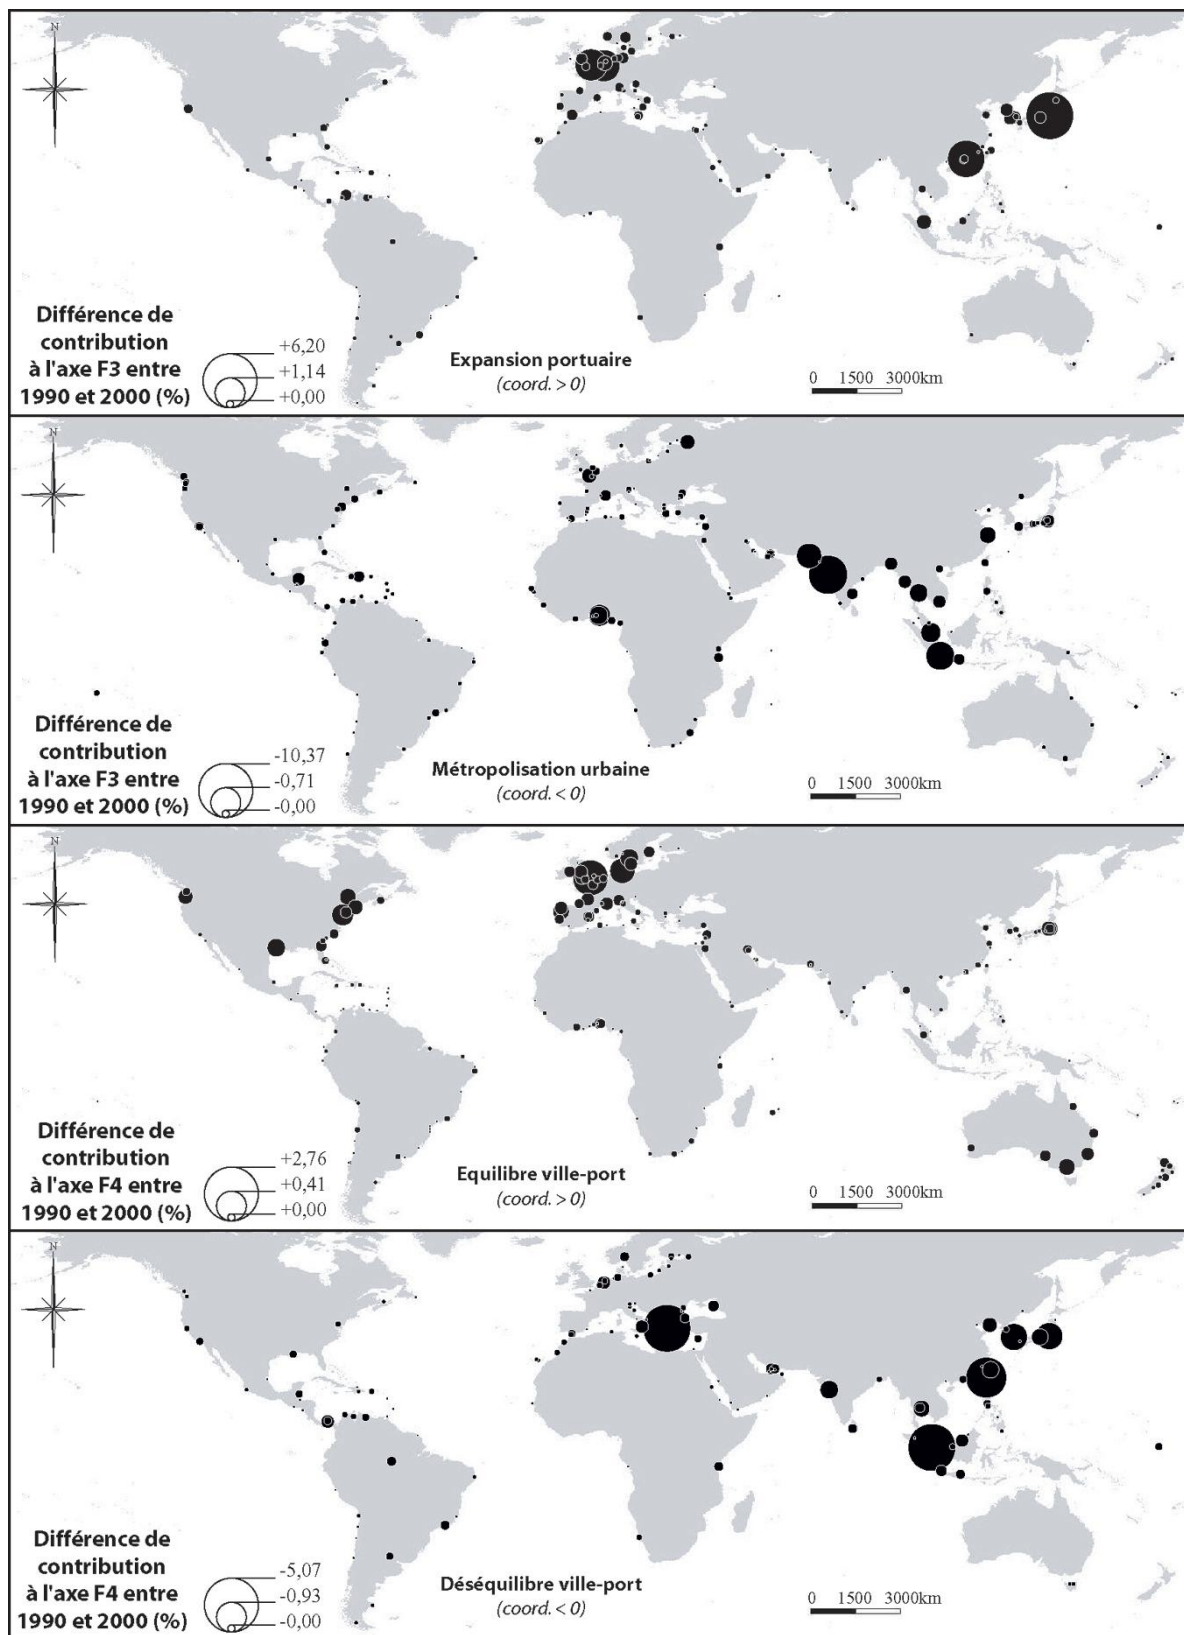 N
Différence de
contribution
à l'axe F3 entre
1990 et 2000 (%)
+6,20
+1,14
+0,00
Expansion portuaire
(coord. > 0)
0 1500 3000km
N
Différence de
contribution
à l'axe F3 entre
1990 et 2000 (%)
-10,37
-0,71
-0,00
Métropolisation urbaine
(coord. < 0)
0 1500 3000km
N
Différence de
contribution
à l'axe F4 entre
1990 et 2000 (%)
+2,76
+0,41
+0,00
Equilibre ville-port
(coord. > 0)
0 1500 3000km
N
Différence de
contribution
à l'axe F4 entre
1990 et 2000 (%)
-5,07
-0,93
-0,00
Déséquilibre ville-port
(coord. < 0)
0 1500 3000km